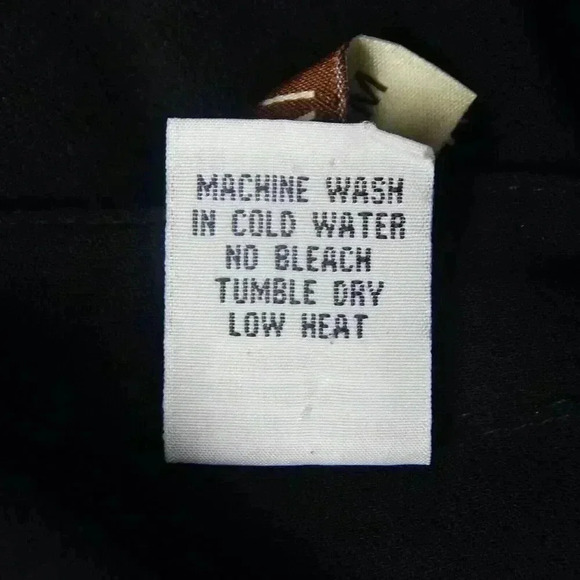 MACHINE WASH
IN COLD WATER
NO BLEACH
TUMBLE DRY
LOW HEAT